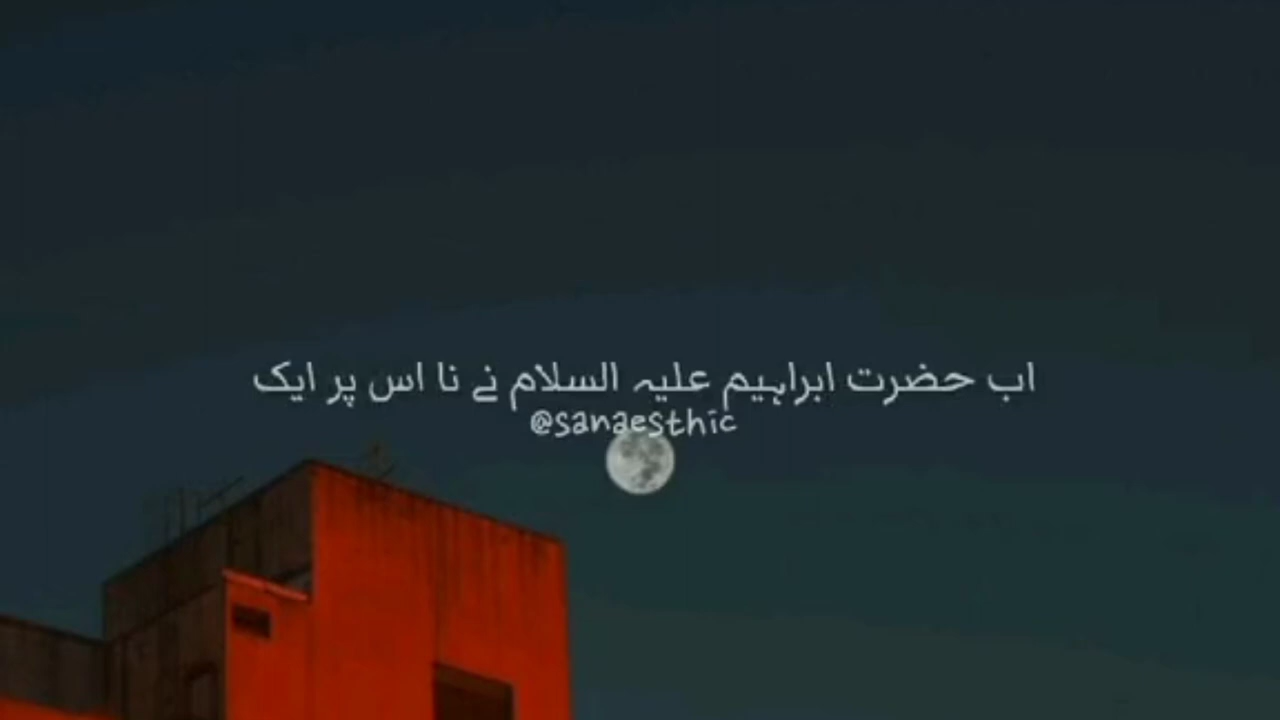 اب حضرت ابراہیم علیہ السلام نے نا اس پر ایک
@sanaesthic